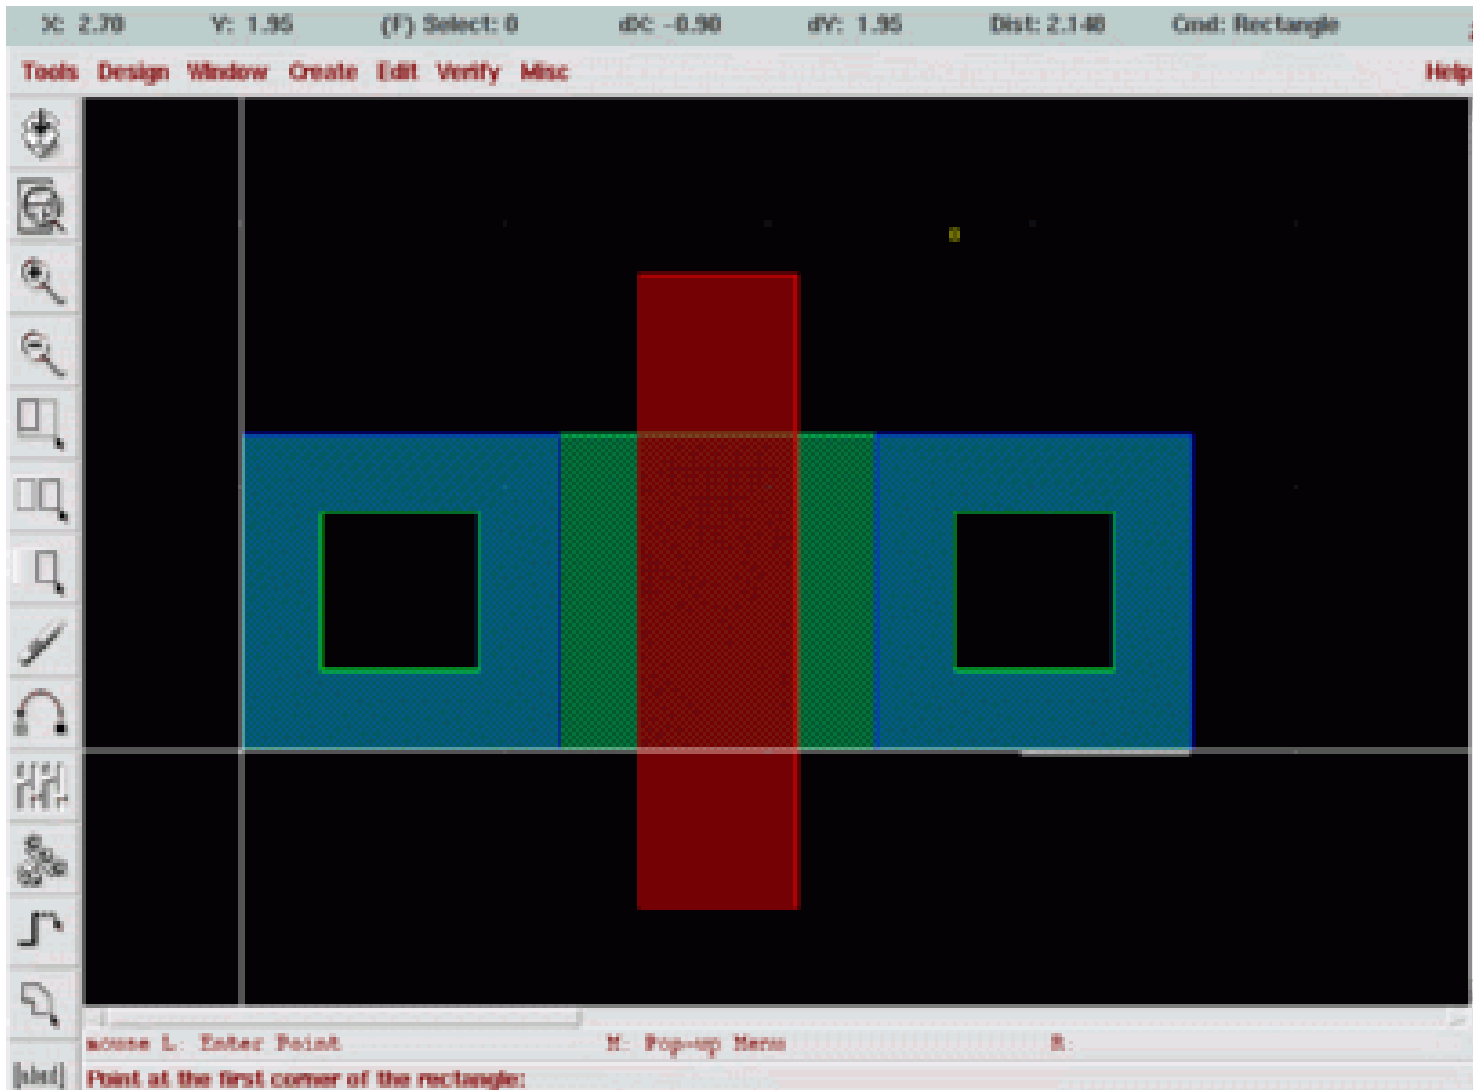 X: 2.70 Y: 1.95 (F) Select: 0 dX: -0.90 dY: 1.95 Dist: 2.140 Cmd: Rectangle
Tools Design Window Create Edit Verify Misc Help
mouse L: Enter Point M: Pop-up Menu R:
Point at the first corner of the rectangle: